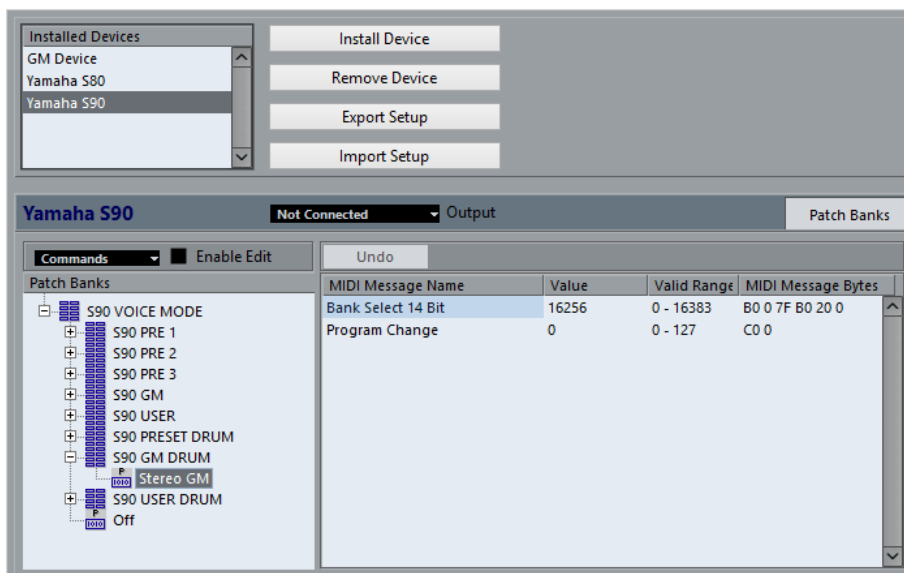 Installed Devices
GM Device
Yamaha S80
Yamaha S90
Install Device
Remove Device
Export Setup
Import Setup
Yamaha S90
Not Connected
Output
Patch Banks
Commands
Enable Edit
Undo
Patch Banks
S90 VOICE MODE
S90 PRE 1
S90 PRE 2
S90 PRE 3
S90 GM
S90 USER
S90 PRESET DRUM
S90 GM DRUM
P
1010
Stereo GM
S90 USER DRUM
P
1010
Off
MIDI Message Name Value Valid Range MIDI Message Bytes
Bank Select 14 Bit 16256 0 - 16383 B0 0 7F B0 20 0
Program Change 0 0 - 127 C0 0